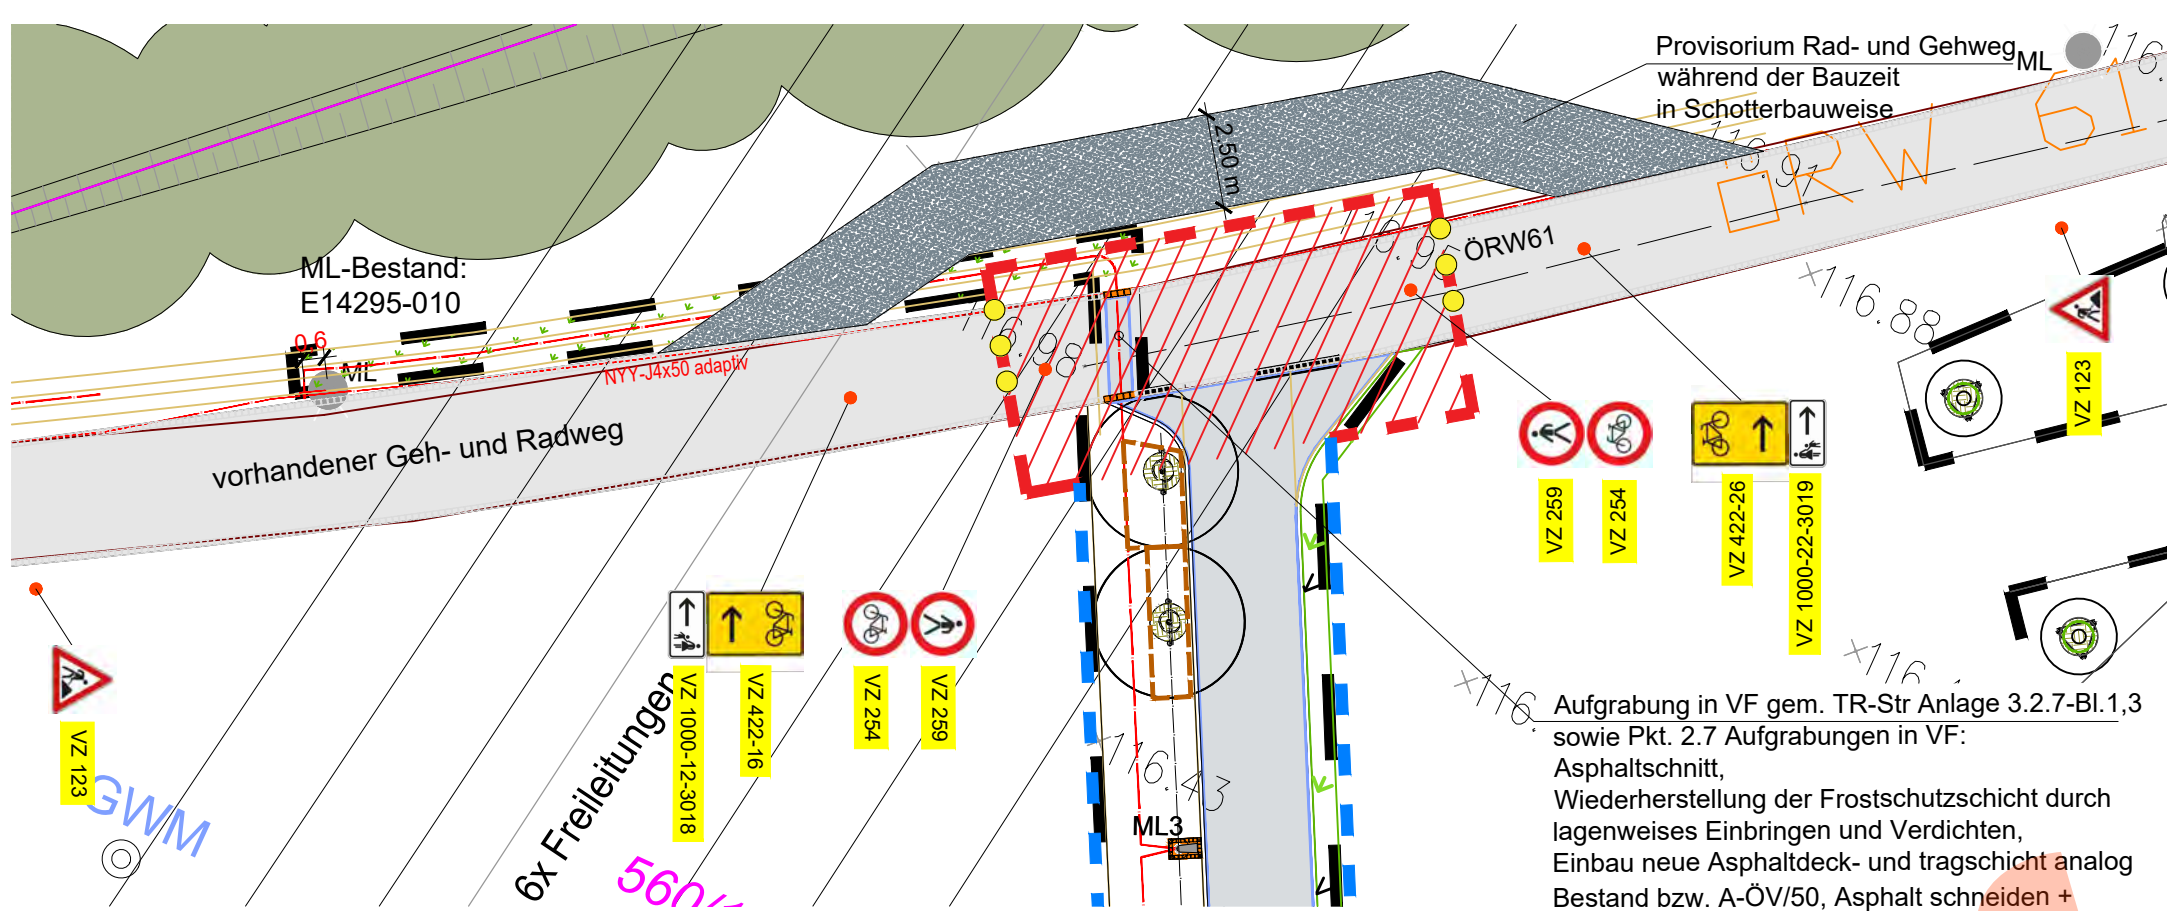 Provisorium Rad- und Gehweg
während der Bauzeit
in Schotterbauweise
ML
2.50 m
ÖRW61
ML-Bestand:
E14295-010
0.6
ML
NYY-J4x50 adaptiv
vorhandener Geh- und Radweg
116.88
VZ 123
VZ 259
VZ 254
VZ 422-26
VZ 1000-22-3019
VZ 123
VZ 1000-12-3018
VZ 422-16
VZ 254
VZ 259
GWM
6x Freileitungen
116.43
ML3
Aufgrabung in VF gem. TR-Str Anlage 3.2.7-Bl.1,3
sowie Pkt. 2.7 Aufgrabungen in VF:
Asphaltschnitt,
Wiederherstellung der Frostschutzschicht durch
lagenweises Einbringen und Verdichten,
Einbau neue Asphaltdeck- und tragschicht analog
Bestand bzw. A-ÖV/50, Asphalt schneiden +